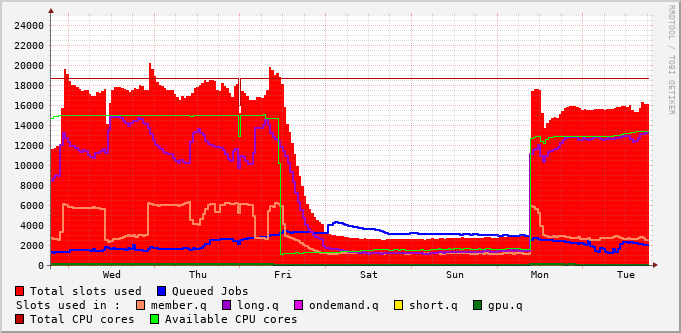 24000
22000
20000
18000
16000
14000
12000
10000
8000
6000
4000
2000
0
Wed Thu Fri Sat Sun Mon Tue
RRDTOOL / TOBI OETIKER
Total slots used Queued Jobs
Slots used in : member.q long.q ondemand.q short.q gpu.q
Total CPU cores Available CPU cores